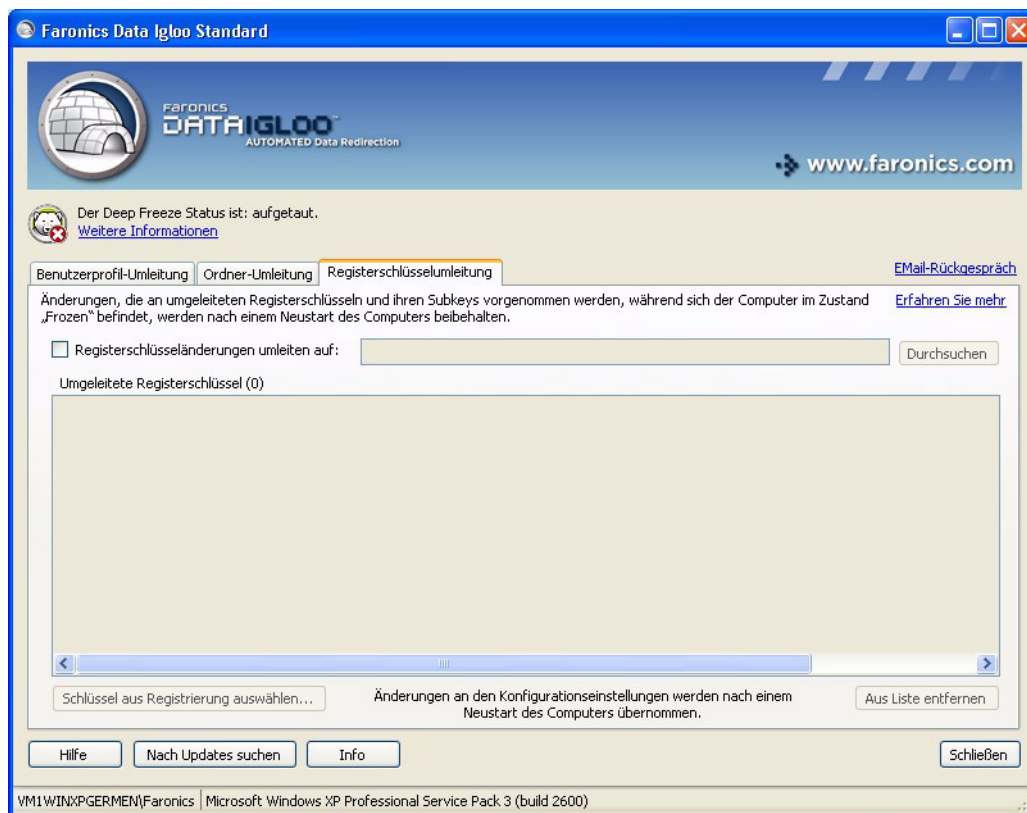 Faronics Data Igloo Standard
FARONICS
DATAIGLOO™
AUTOMATED Data Redirection
www.faronics.com
Der Deep Freeze Status ist: aufgetaut.
Weitere Informationen
Benutzerprofil-Umleitung Ordner-Umleitung Registerschlüsselumleitung
EMail-Rückgespräch
Änderungen, die an umgeleiteten Registerschlüsseln und ihren Subkeys vorgenommen werden, während sich der Computer im Zustand
„Frozen" befindet, werden nach einem Neustart des Computers beibehalten.
Erfahren Sie mehr
Registerschlüsseländerungen umleiten auf:
Durchsuchen
Umgeleitete Registerschlüssel (0)
Schlüssel aus Registrierung auswählen...
Änderungen an den Konfigurationseinstellungen werden nach einem
Neustart des Computers übernommen.
Aus Liste entfernen
Hilfe Nach Updates suchen Info Schließen
VM1WINXPGERMEN\Faronics Microsoft Windows XP Professional Service Pack 3 (build 2600)